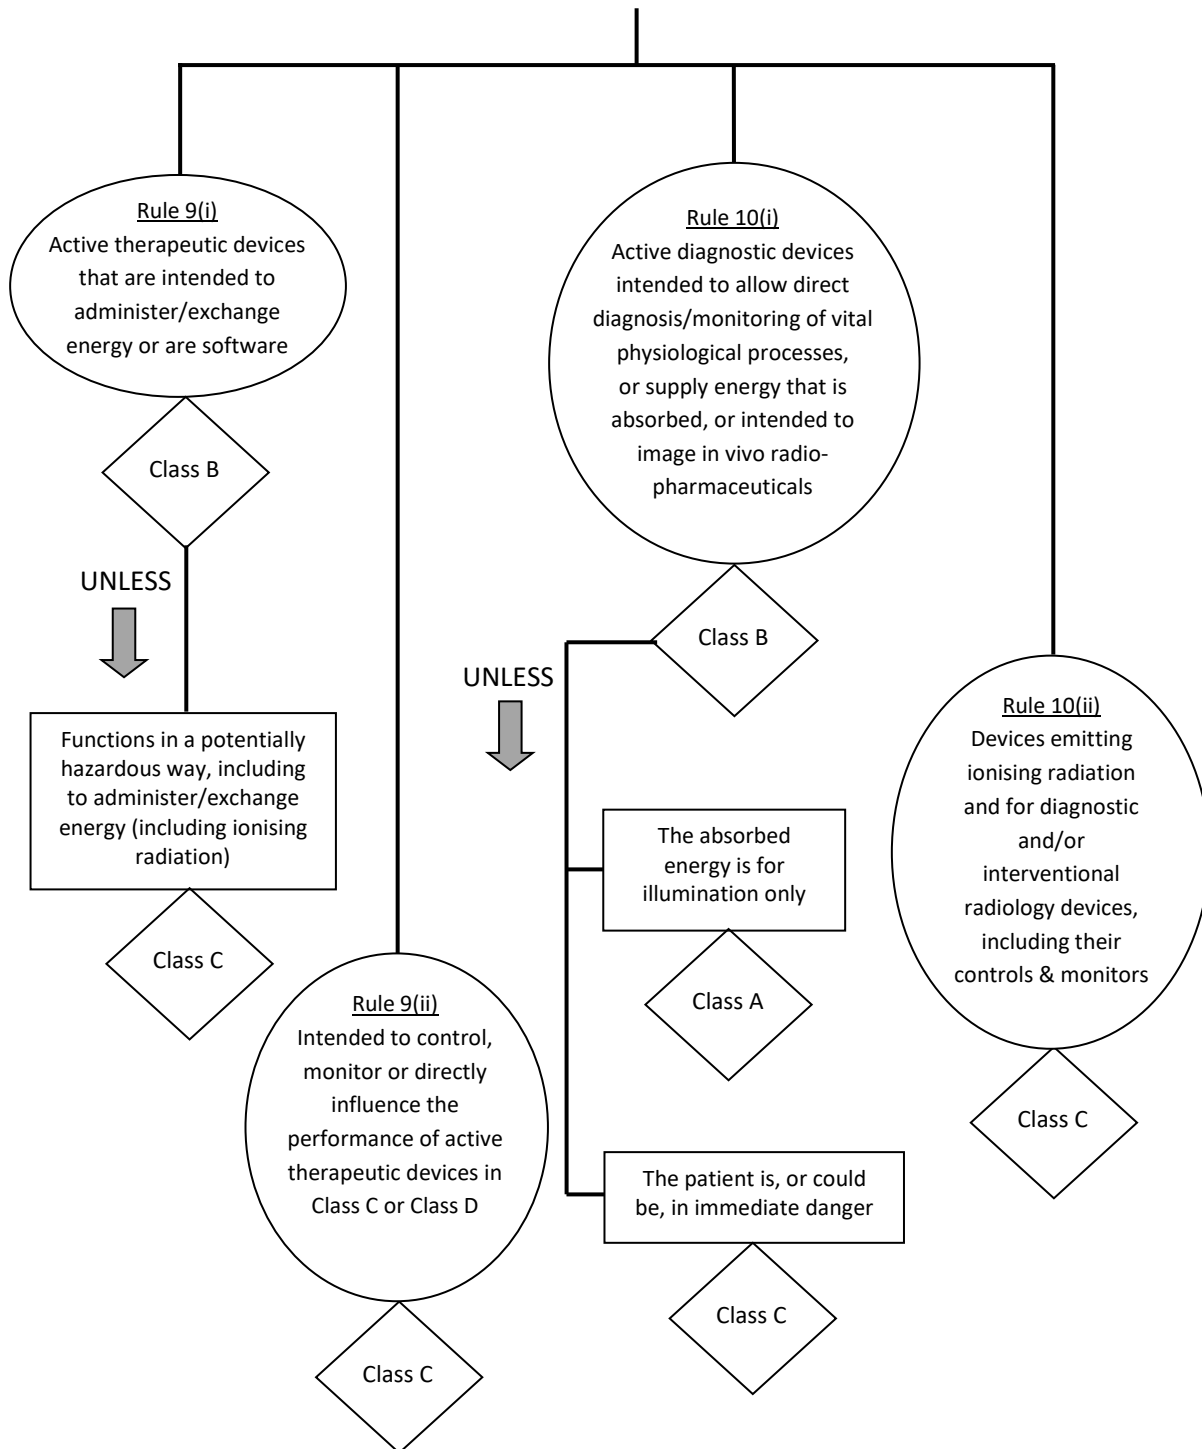 Rule 9(i)
Active therapeutic devices
that are intended to
administer/exchange
energy or are software
Class B
UNLESS
Functions in a potentially
hazardous way, including
to administer/exchange
energy (including ionising
radiation)
Class C
Rule 9(ii)
Intended to control,
monitor or directly
influence the
performance of active
therapeutic devices in
Class C or Class D
Class C
Rule 10(i)
Active diagnostic devices
intended to allow direct
diagnosis/monitoring of vital
physiological processes,
or supply energy that is
absorbed, or intended to
image in vivo radio-
pharmaceuticals
Class B
UNLESS
The absorbed
energy is for
illumination only
Class A
The patient is, or could
be, in immediate danger
Class C
Rule 10(ii)
Devices emitting
ionising radiation
and for diagnostic
and/or
interventional
radiology devices,
including their
controls & monitors
Class C